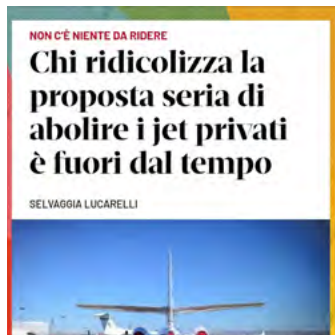 NON C'È NIENTE DA RIDERE
Chi ridicolizza la
proposta seria di
abolire i jet privati
è fuori dal tempo
SELVAGGIA LUCARELLI